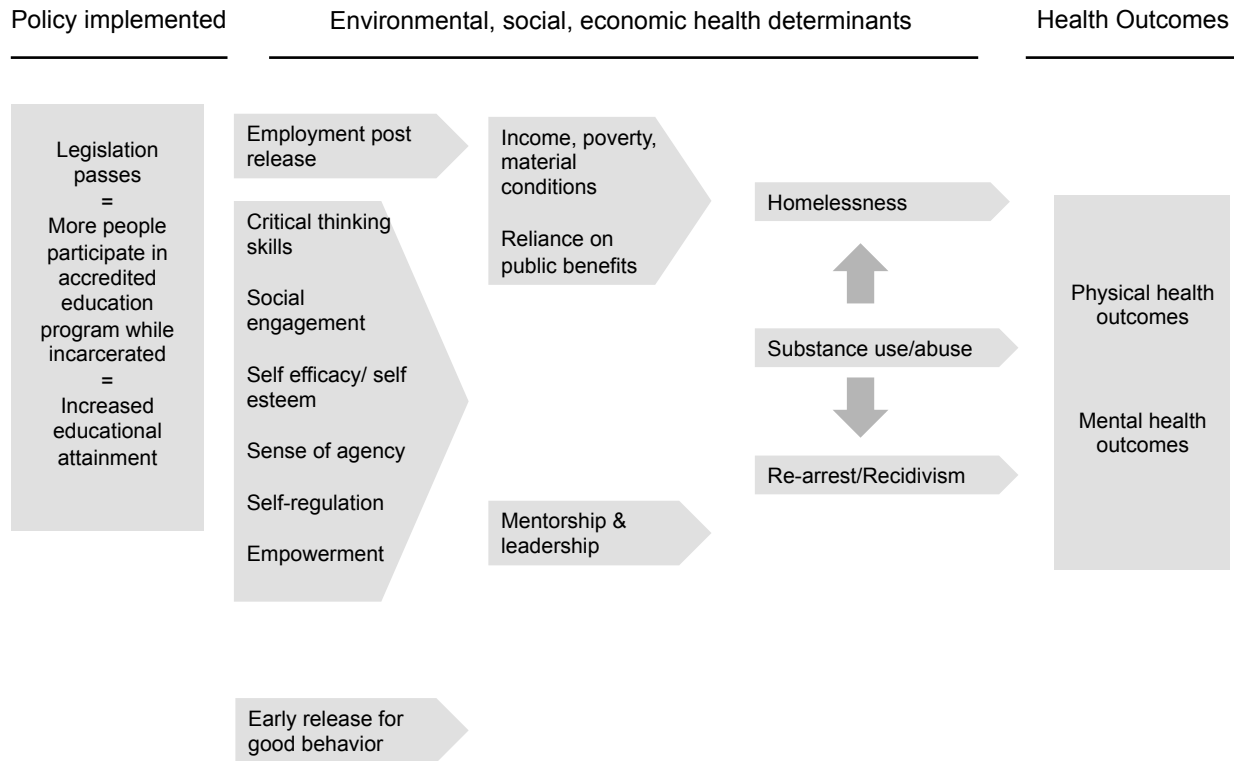 Policy implemented
Environmental, social, economic health determinants
Health Outcomes
Legislation
passes
=
More people
participate in
accredited
education
program while
incarcerated
=
Increased
educational
attainment
Employment post
release
Critical thinking
skills
Social
engagement
Self efficacy/ self
esteem
Sense of agency
Self-regulation
Empowerment
Early release for
good behavior
Income, poverty,
material
conditions
Reliance on
public benefits
Mentorship &
leadership
Homelessness
Substance use/abuse
Re-arrest/Recidivism
Physical health
outcomes
Mental health
outcomes